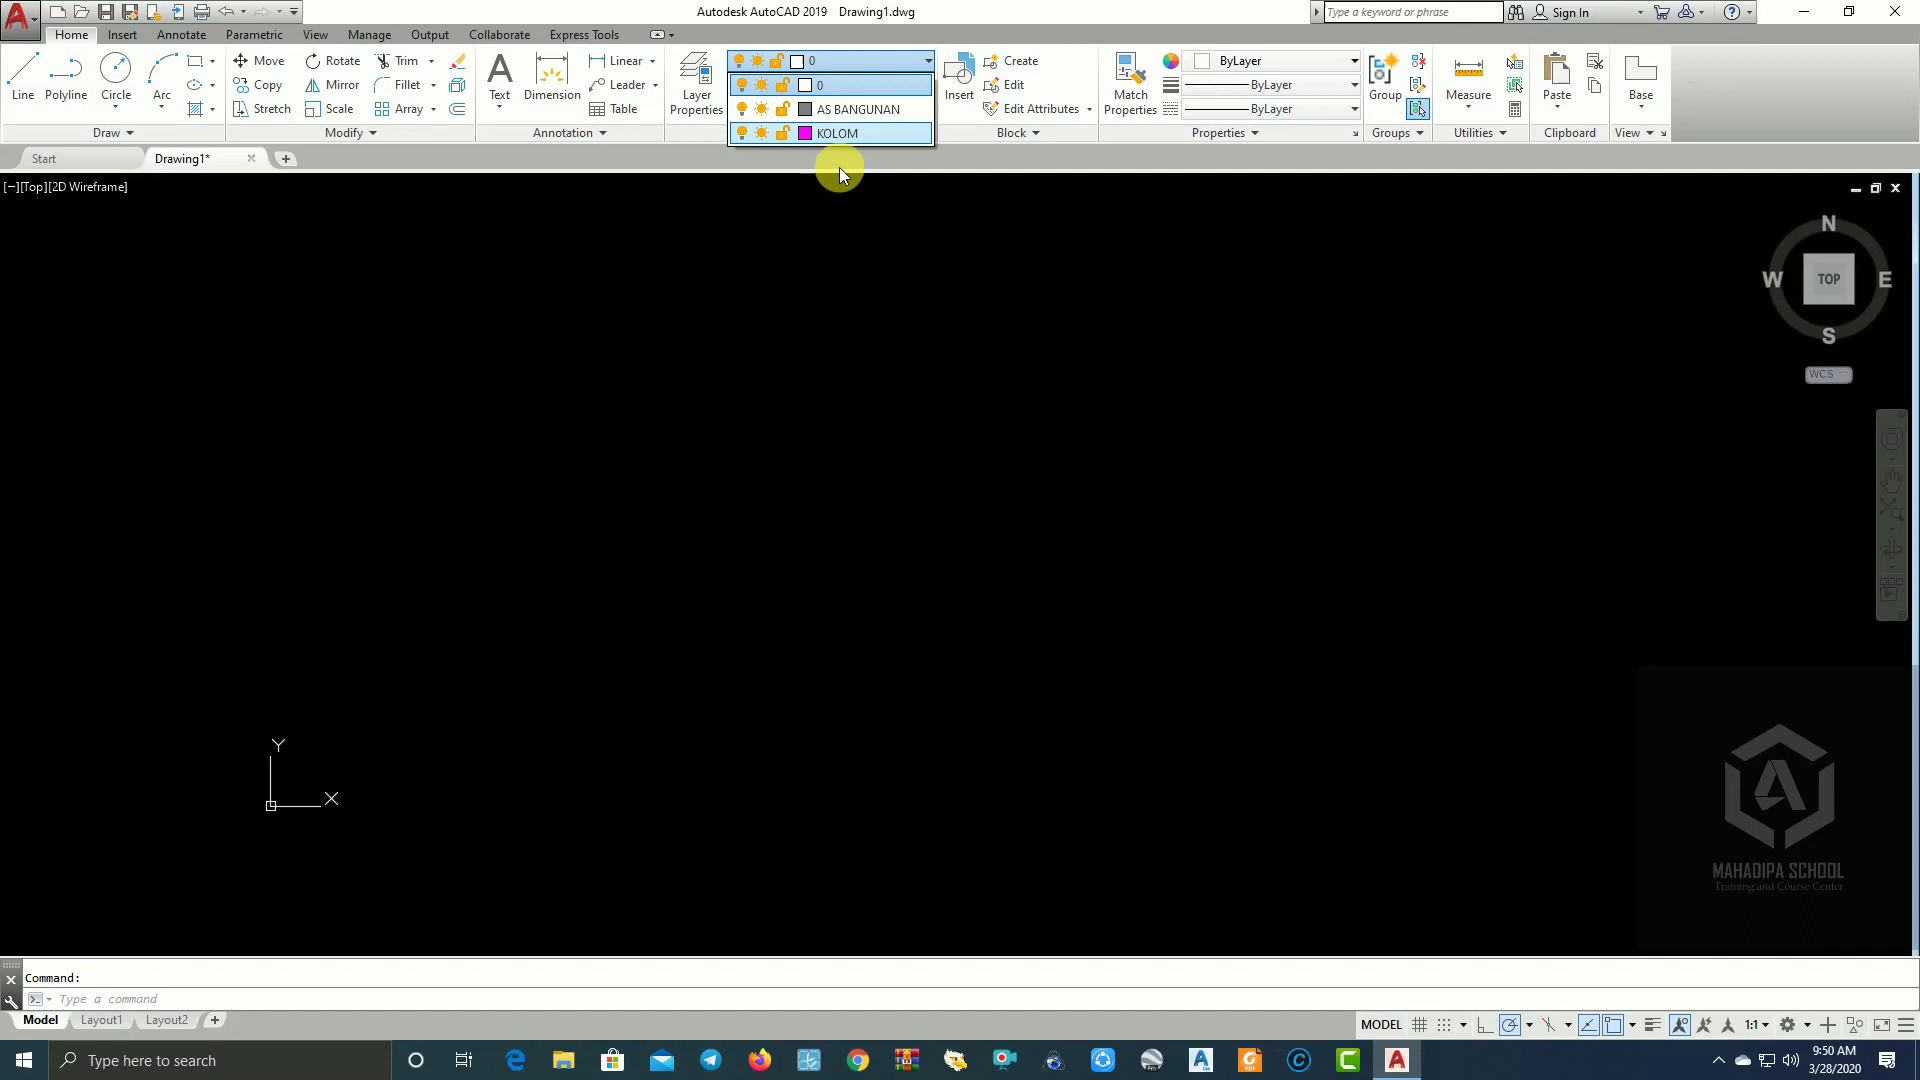 Autodesk AutoCAD 2019 Drawing1.dwg
Type a keyword or phrase
Sign In
Home Insert Annotate Parametric View Manage Output Collaborate Express Tools
Line Polyline Circle Arc
Draw
Move Rotate Trim
Copy Mirror Fillet
Stretch Scale Array
Modify
Text Dimension
Linear
Leader
Table
Annotation
Layer
Properties
0
0
AS BANGUNAN
KOLOM
Insert
Create
Edit
Edit Attributes
Block
Match
Properties
ByLayer
ByLayer
ByLayer
Properties
Group
Groups
Measure
Utilities
Paste
Clipboard
Base
View
Start Drawing1*
[−][Top][2D Wireframe]
N
W TOP E
S
WCS
Y
X
MAHADIPA SCHOOL
Training and Course Center
Command:
Type a command
Model Layout1 Layout2
MODEL 1:1
Type here to search
9:50 AM
3/28/2020